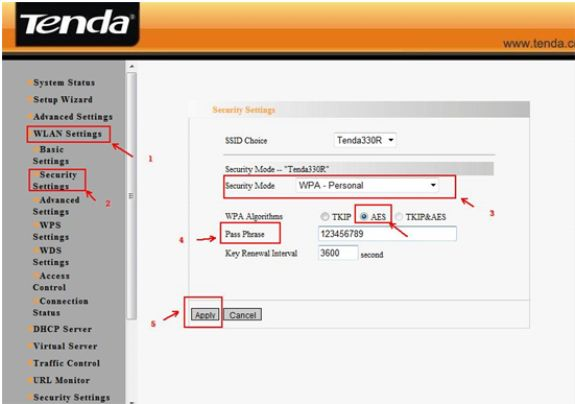 Tenda
www.tenda.c
System Status
Setup Wizard
Advanced Settings
WLAN Settings
1
Basic
Settings
Security
Settings
2
Advanced
Settings
WPS
Settings
WDS
Settings
Access
Control
Connection
Status
DHCP Server
Virtual Server
Traffic Control
URL Monitor
Security Settings
Security Settings
SSID Choice Tenda330R
Security Mode -- "Tenda330R"
Security Mode WPA - Personal
3
WPA Algorithms TKIP AES TKIP&AES
4 Pass Phrase 123456789
Key Renewal Interval 3600 second
5
Apply Cancel